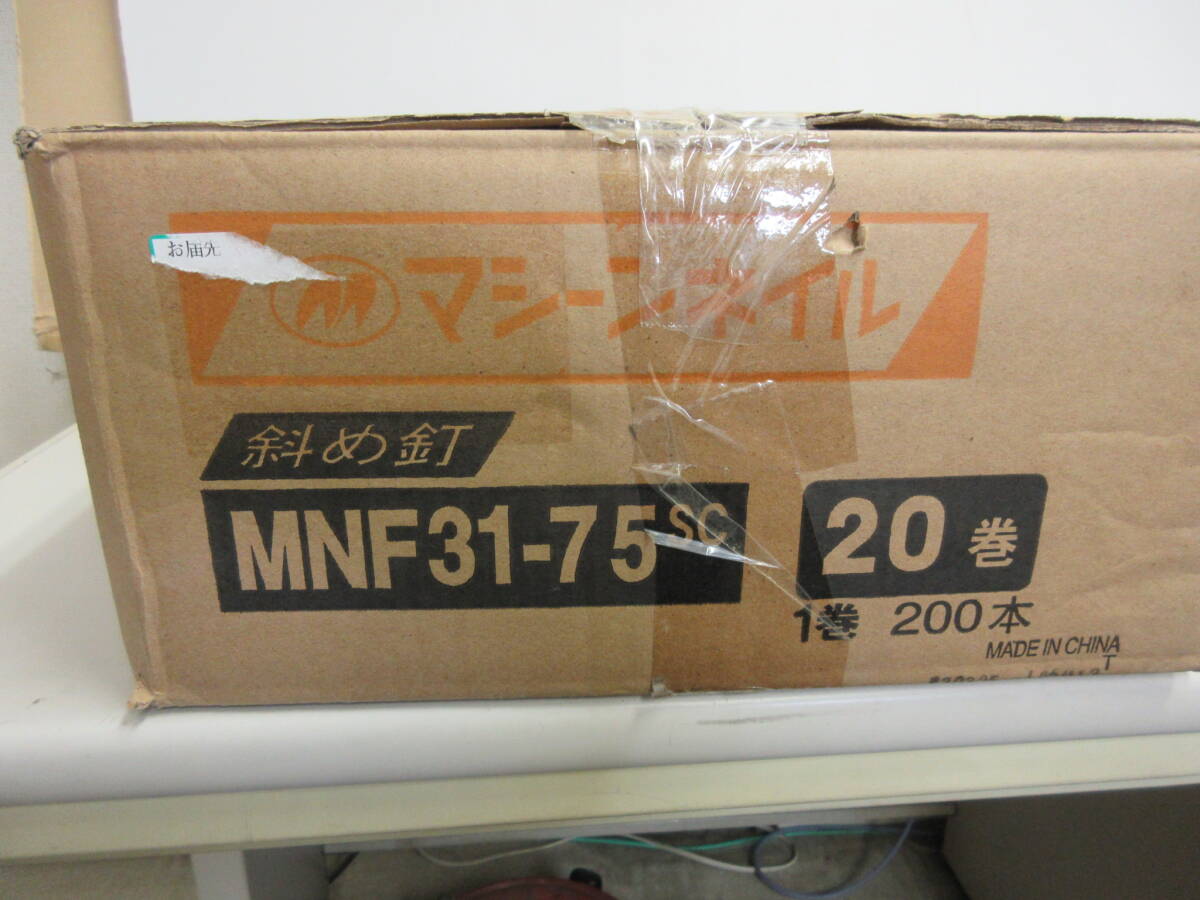 お届先
マシーンネイル
斜め釘
MNF31-75SC
20巻
1巻 200本
MADE IN CHINA
T